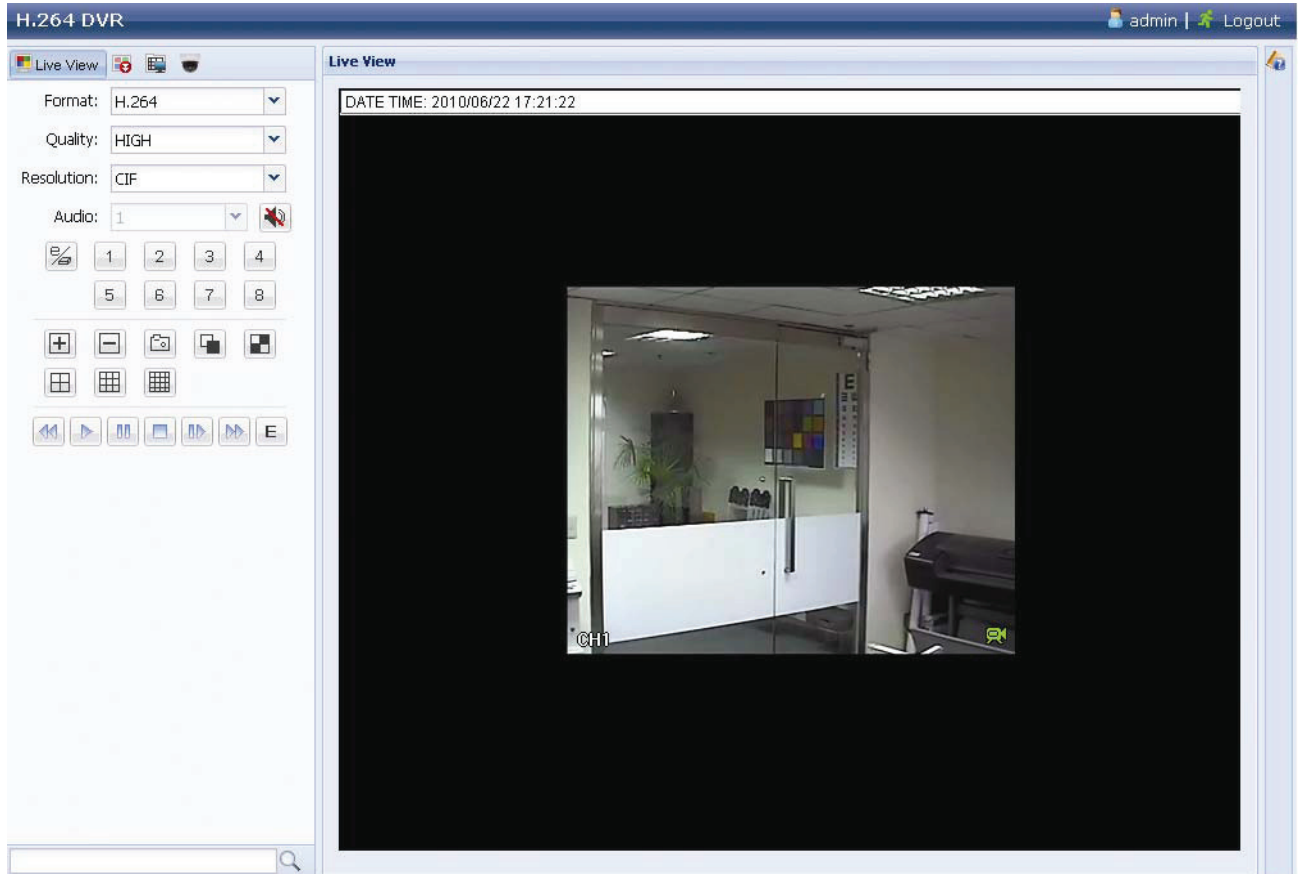 H.264 DVR
admin | Logout
Live View
Live View
Format: H.264
DATE TIME: 2010/06/22 17:21:22
Quality: HIGH
Resolution: CIF
Audio: 1
1 2 3 4
5 6 7 8
E
E
CH1